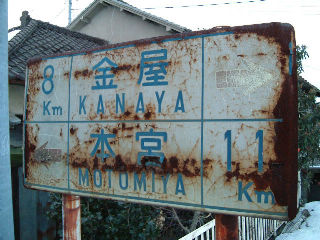 8 Km 金屋
KANAYA
本宮 11 Km
MOTOMIYA